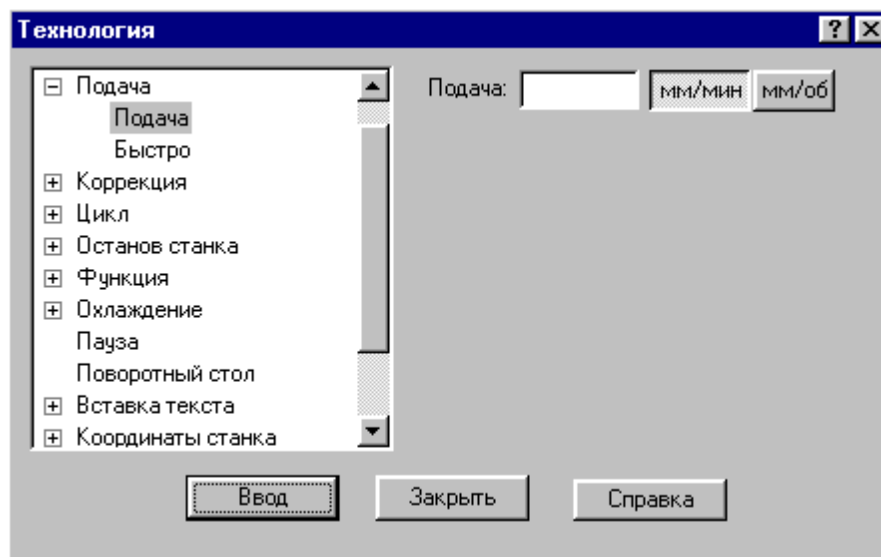 Технология
Подача
Подача
Быстро
Коррекция
Цикл
Останов станка
Функция
Охлаждение
Пауза
Поворотный стол
Вставка текста
Координаты станка
Подача: мм/мин мм/об
Ввод Закрыть Справка